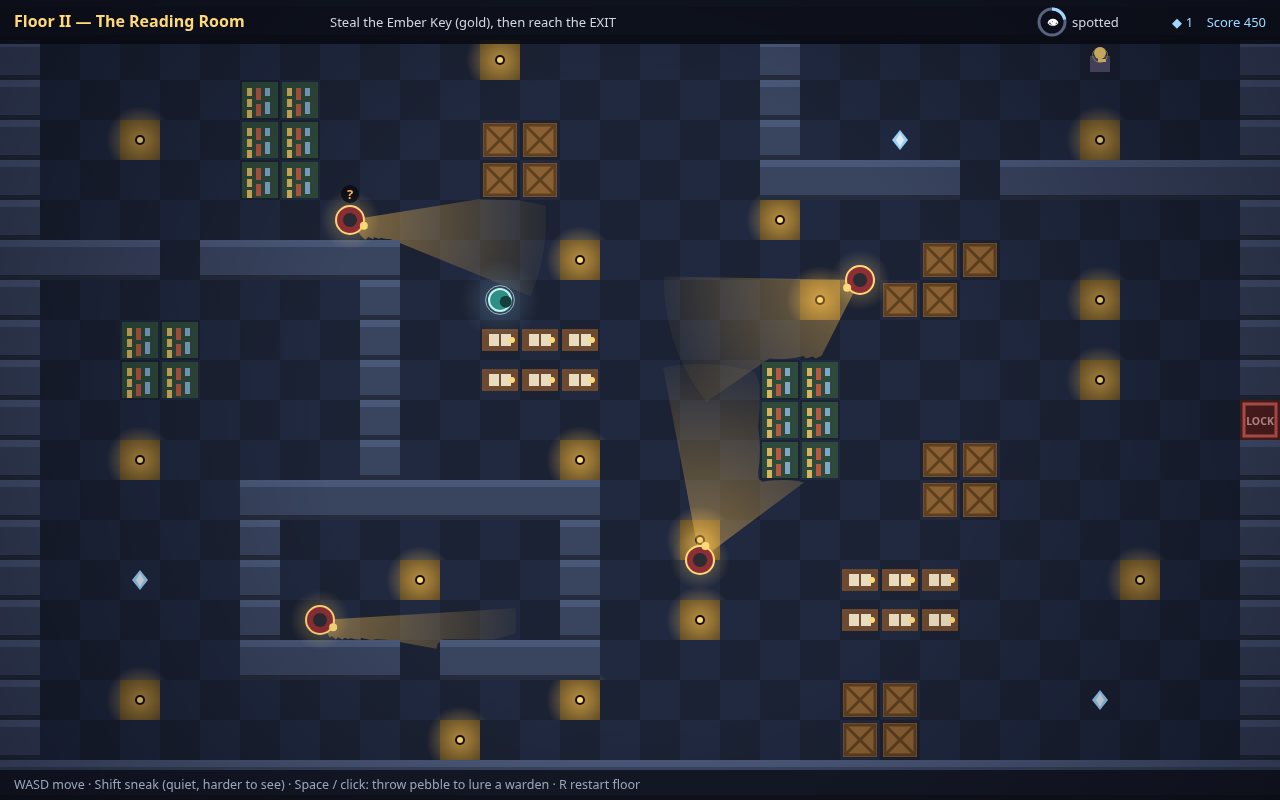 Floor II — The Reading Room
Steal the Ember Key (gold), then reach the EXIT
spotted
◆ 1
Score 450
?
LOCK
WASD move · Shift sneak (quiet, harder to see) · Space / click: throw pebble to lure a warden · R restart floor